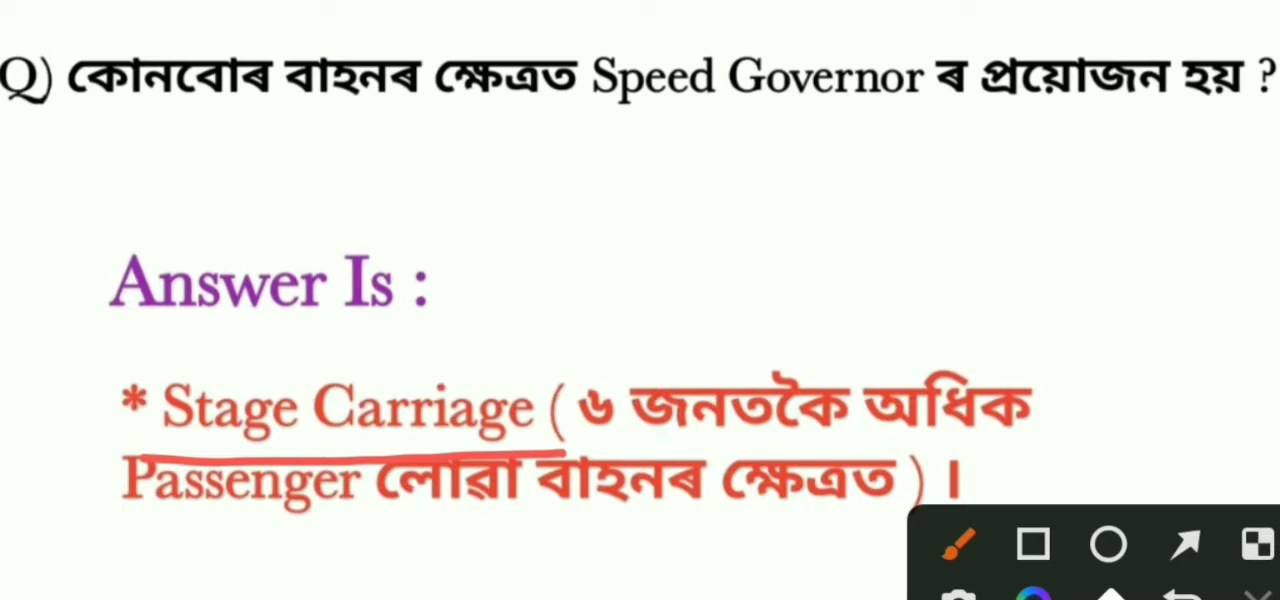 Q) কোনবোৰ বাহনৰ ক্ষেত্ৰত Speed Governor ৰ প্ৰয়োজন হয় ?
Answer Is :
* Stage Carriage ( ৬ জনতকৈ অধিক
Passenger লোৱা বাহনৰ ক্ষেত্ৰত ) ।